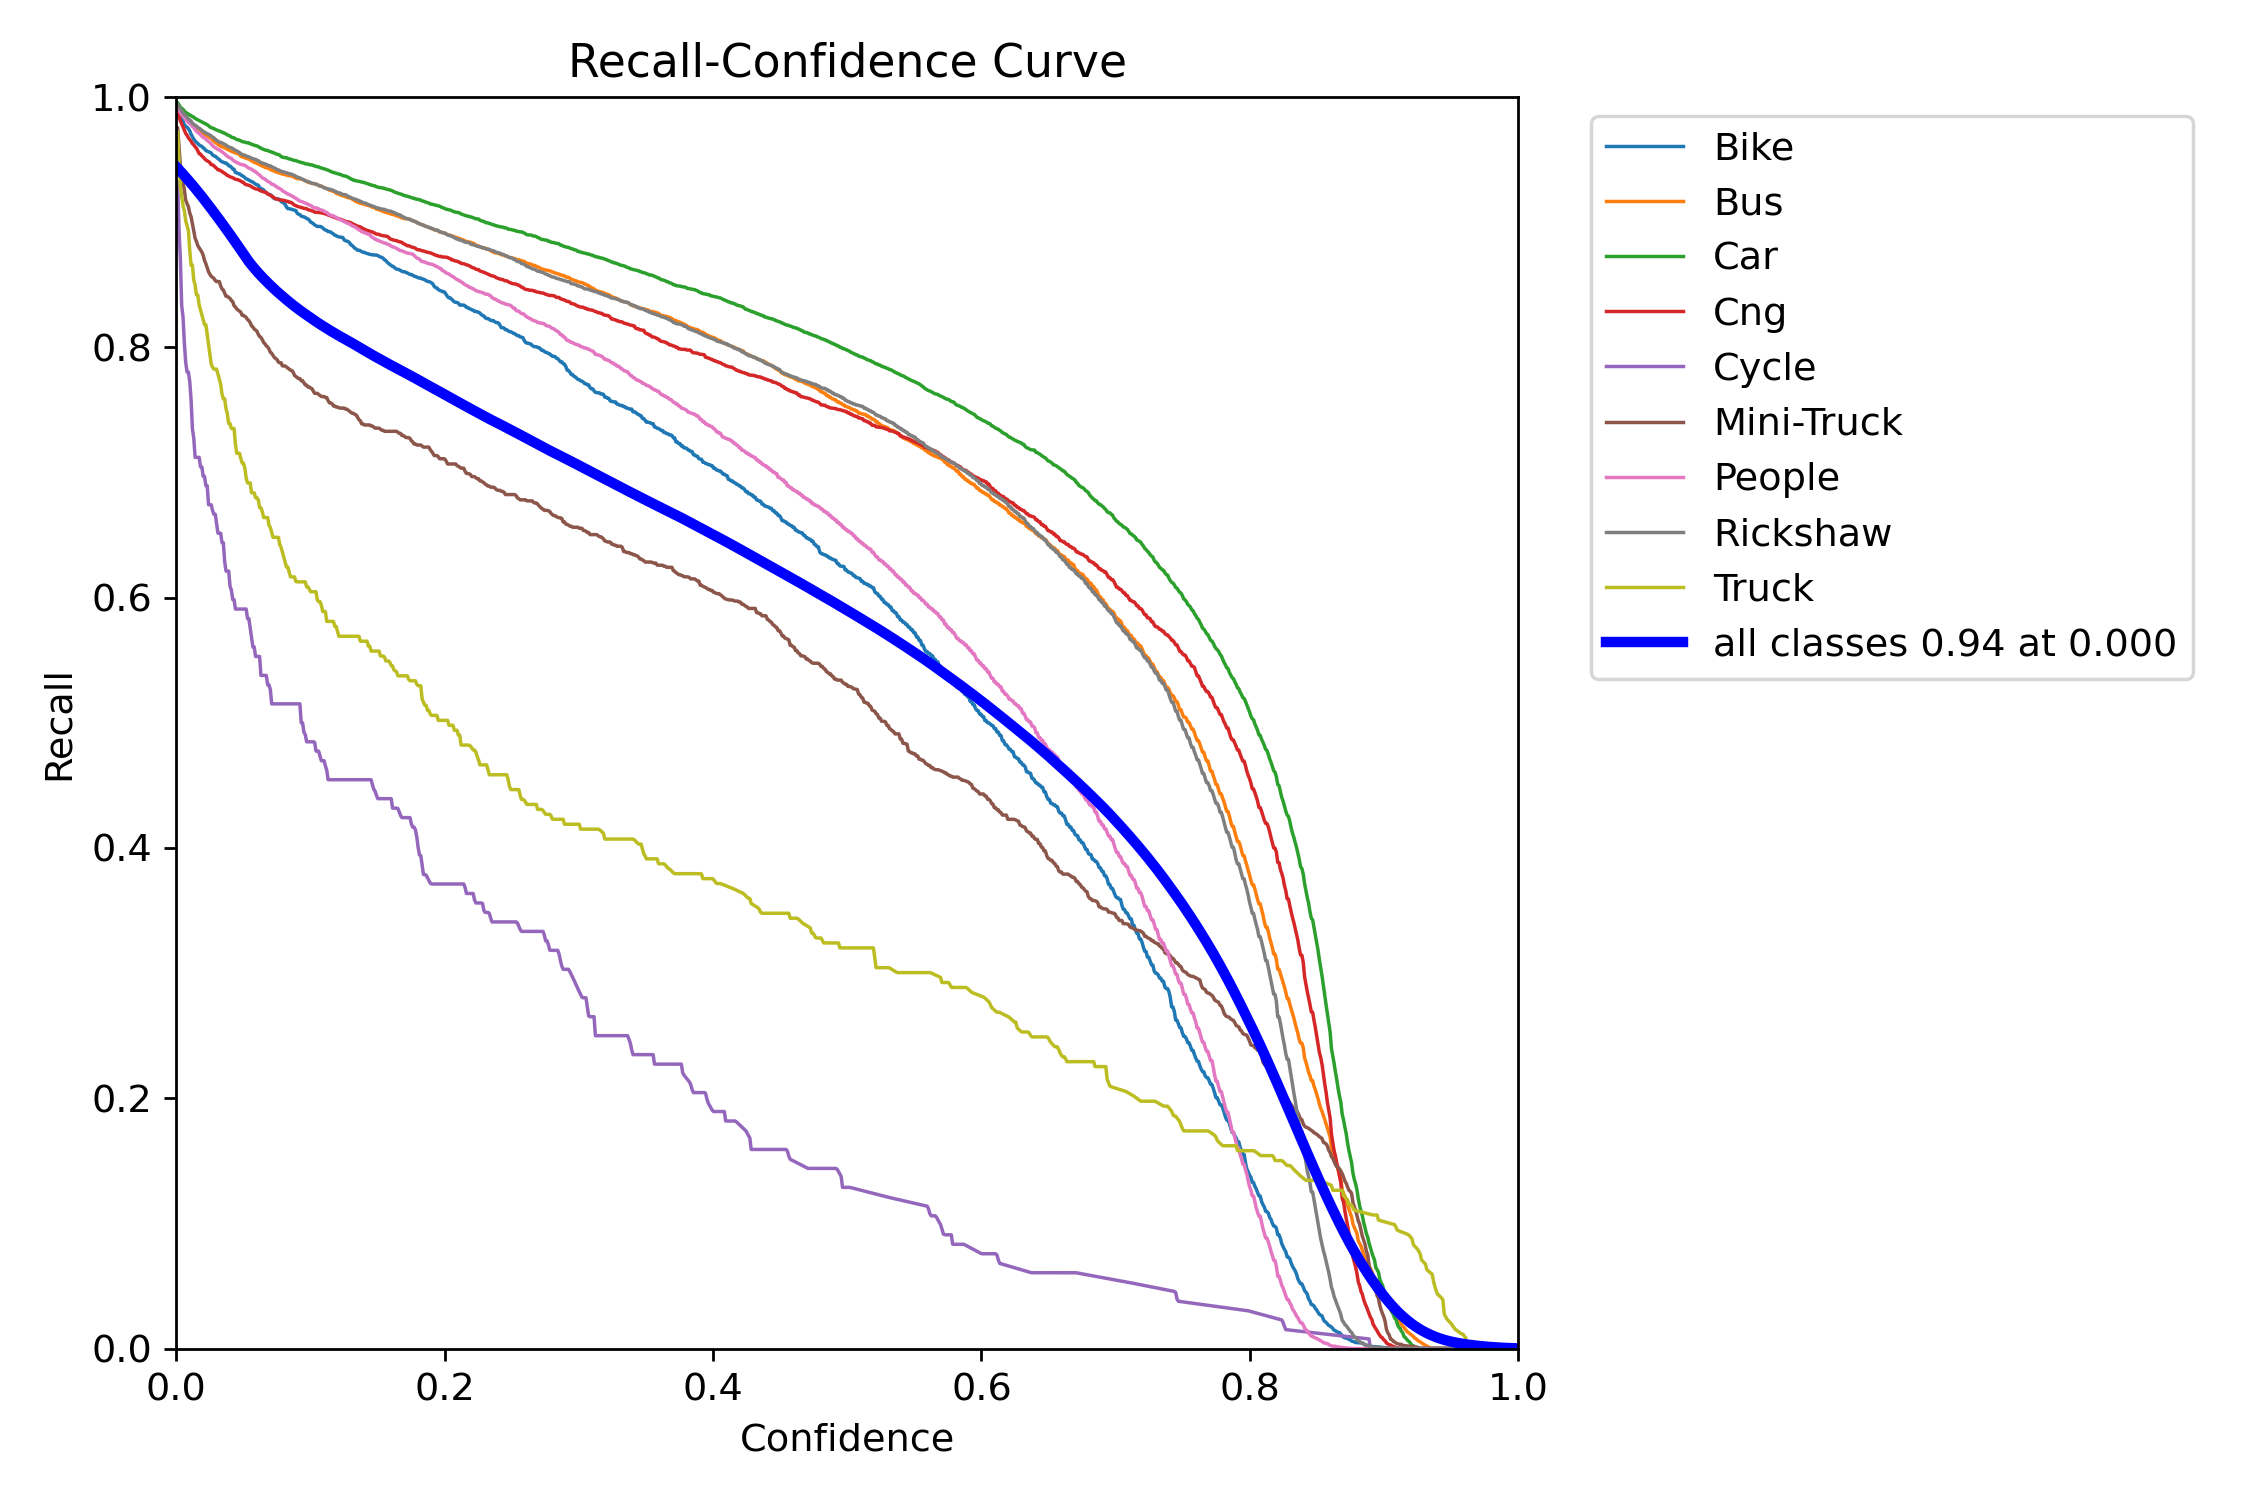 Recall-Confidence Curve
1.0
0.8
0.6
0.4
0.2
0.0
Recall
0.0 0.2 0.4 0.6 0.8 1.0
Confidence
Bike
Bus
Car
Cng
Cycle
Mini-Truck
People
Rickshaw
Truck
all classes 0.94 at 0.000